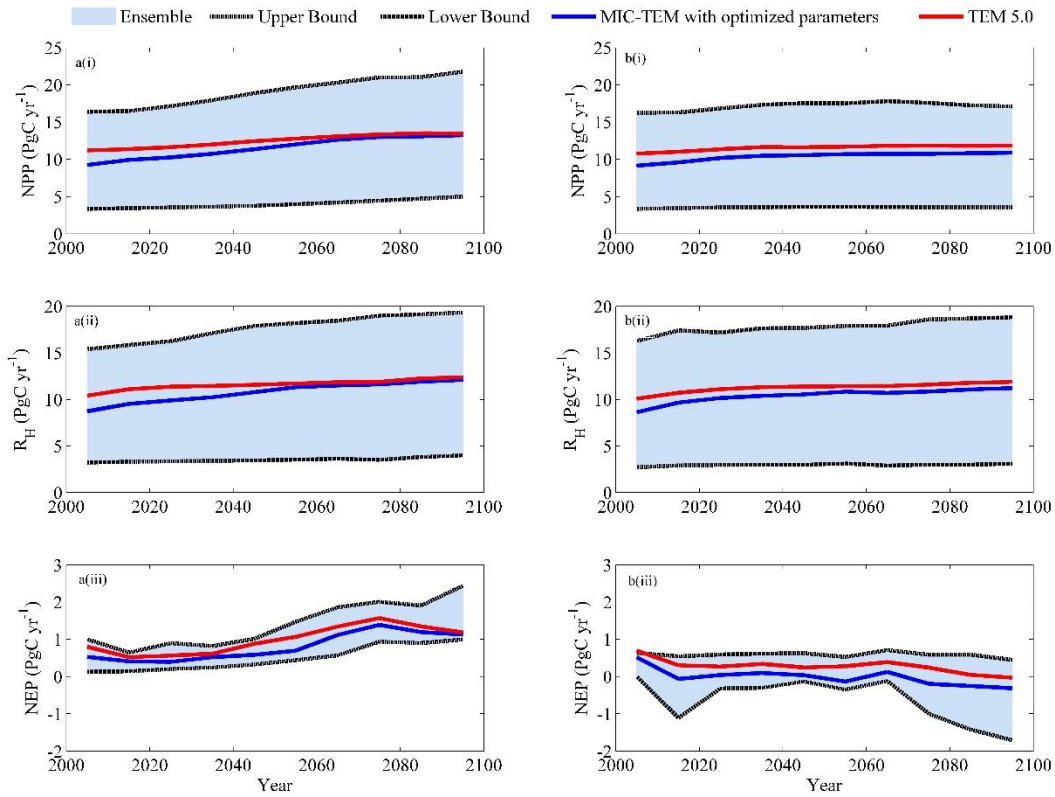 Ensemble Upper Bound Lower Bound MIC-TEM with optimized parameters TEM 5.0
a(i)
NPP (PgC yr⁻¹)
25
20
15
10
5
0
2000 2020 2040 2060 2080 2100
b(i)
NPP (PgC yr⁻¹)
25
20
15
10
5
0
2000 2020 2040 2060 2080 2100
a(ii)
R_H (PgC yr⁻¹)
20
15
10
5
0
2000 2020 2040 2060 2080 2100
b(ii)
R_H (PgC yr⁻¹)
20
15
10
5
0
2000 2020 2040 2060 2080 2100
a(iii)
NEP (PgC yr⁻¹)
3
2
1
0
-1
-2
2000 2020 2040 2060 2080 2100
Year
b(iii)
NEP (PgC yr⁻¹)
3
2
1
0
-1
-2
2000 2020 2040 2060 2080 2100
Year